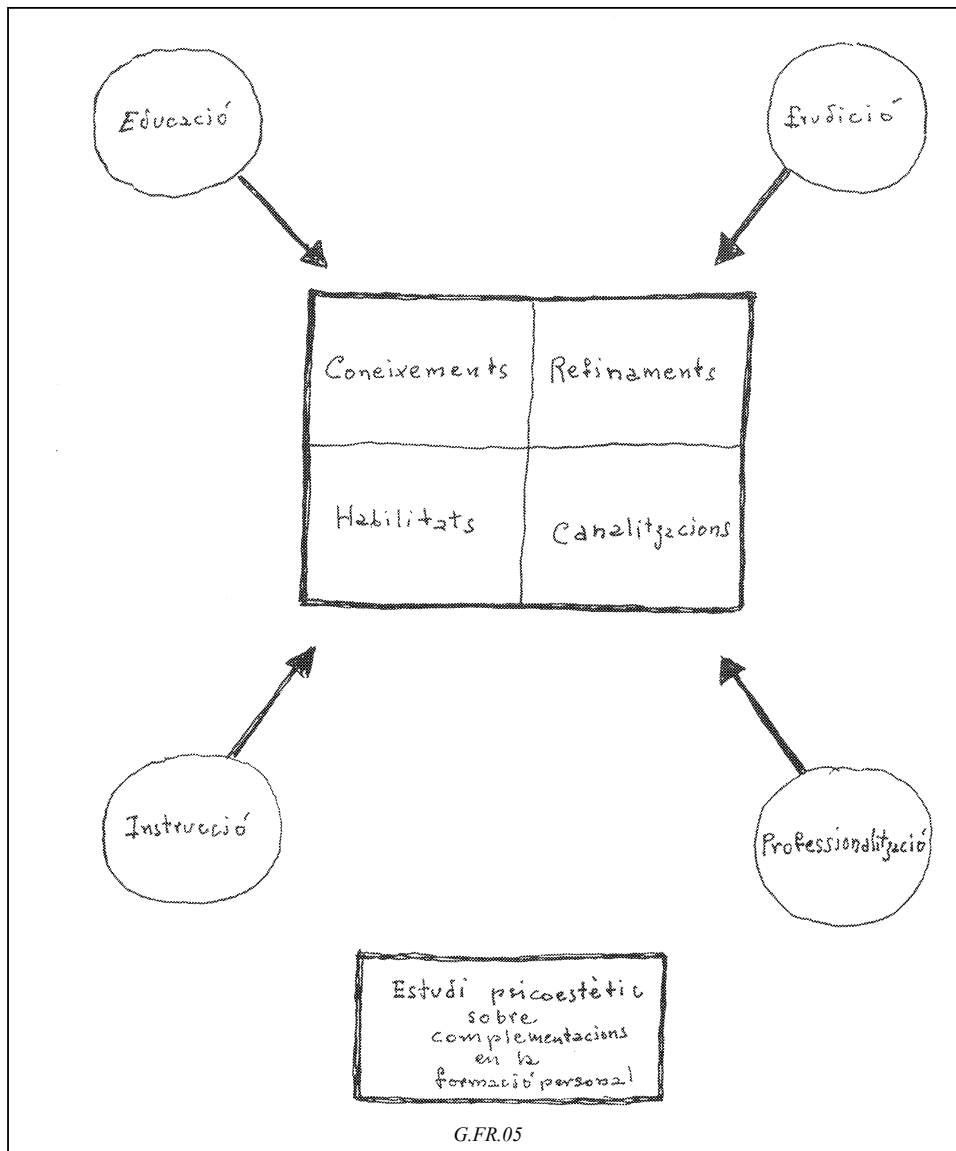 Educació
Erudició
Coneixements
Refinaments
Habilitats
Canalitzacions
Instrucció
Professionalització
Estudi psicoestètic
sobre
complementacions
en la
formació personal
G.FR.05